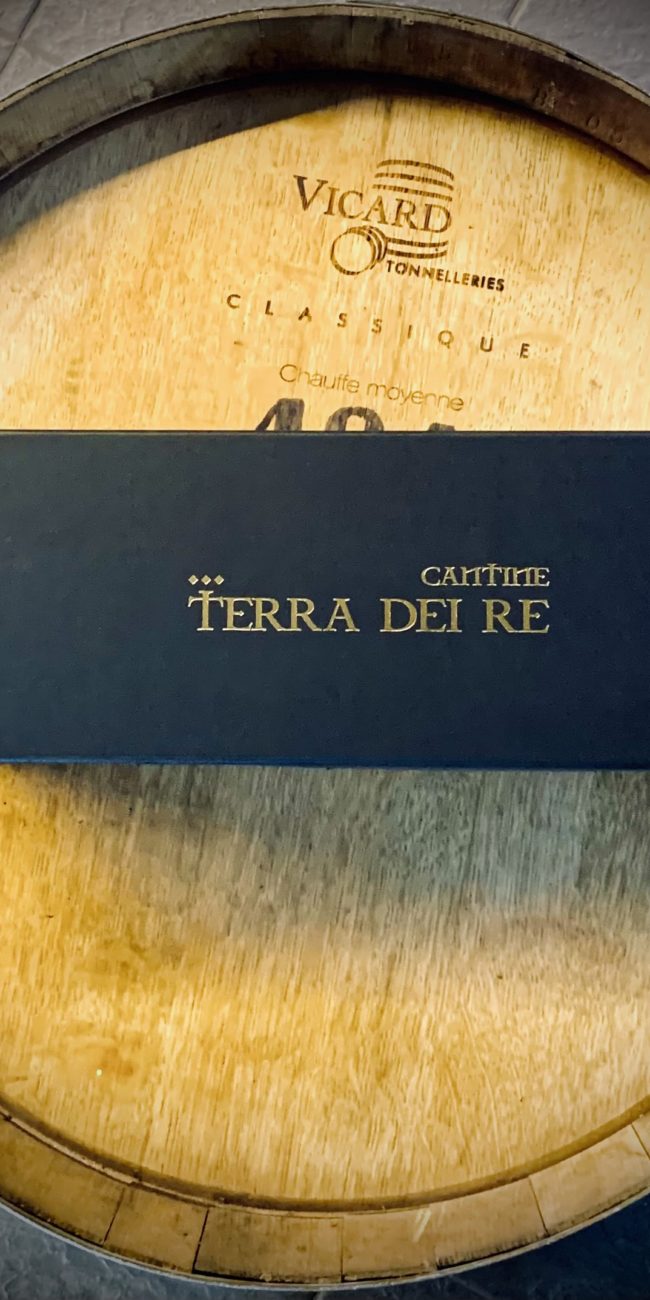 VICARD
TONNELLERIES
CLASSIQUE
Chauffe moyenne
CANTINE
TERRA DEI RE